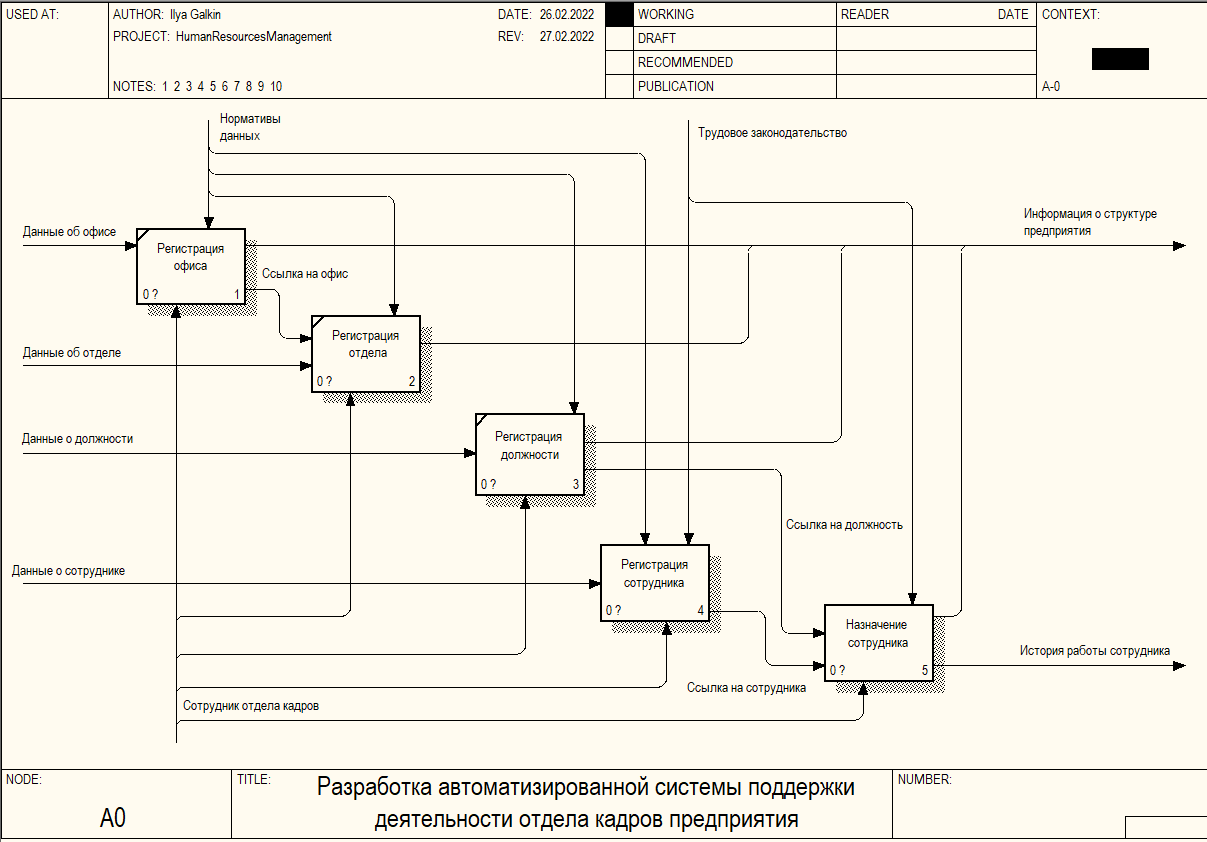 USED AT:
AUTHOR: Ilya Galkin
DATE: 26.02.2022
PROJECT: HumanResourcesManagement
REV: 27.02.2022
NOTES: 1 2 3 4 5 6 7 8 9 10
WORKING
DRAFT
RECOMMENDED
PUBLICATION
READER
DATE
CONTEXT:
A-0
Нормативы
данных
Трудовое законодательство
Данные об офисе
Регистрация
офиса
0 ?
1
Информация о структуре
предприятия
Ссылка на офис
Данные об отделе
Регистрация
отдела
0 ?
2
Данные о должности
Регистрация
должности
0 ?
3
Ссылка на должность
Данные о сотруднике
Регистрация
сотрудника
0 ?
4
Назначение
сотрудника
0 ?
5
История работы сотрудника
Ссылка на сотрудника
Сотрудник отдела кадров
NODE:
A0
TITLE:
Разработка автоматизированной системы поддержки
деятельности отдела кадров предприятия
NUMBER: